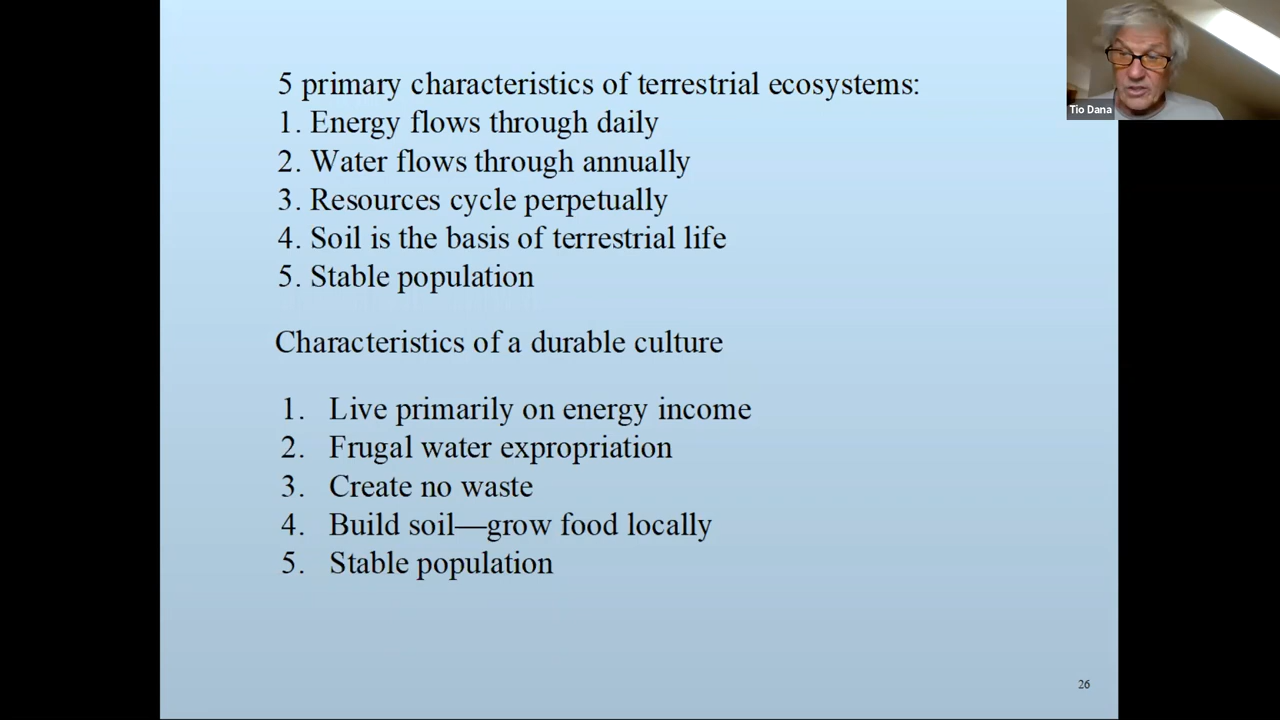 5 primary characteristics of terrestrial ecosystems:
1. Energy flows through daily
2. Water flows through annually
3. Resources cycle perpetually
4. Soil is the basis of terrestrial life
5. Stable population
Characteristics of a durable culture
1. Live primarily on energy income
2. Frugal water expropriation
3. Create no waste
4. Build soil—grow food locally
5. Stable population
26
Tio Dana